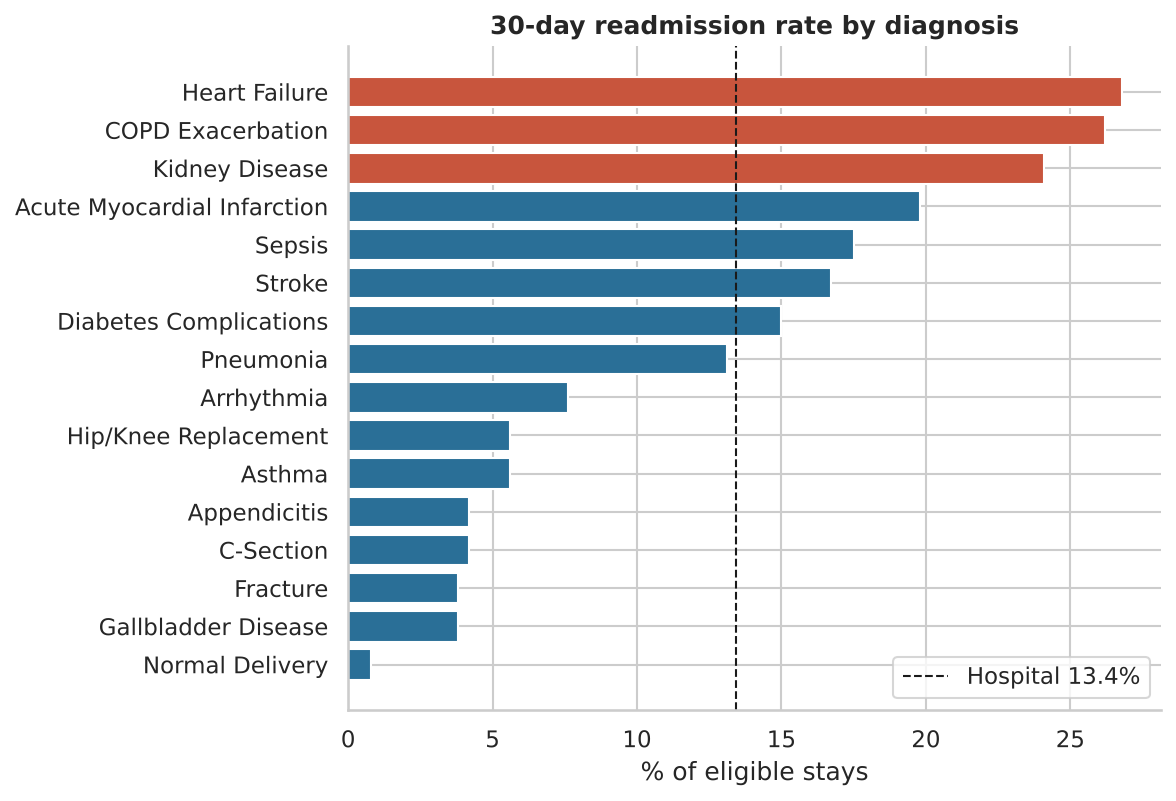 30-day readmission rate by diagnosis
Heart Failure
COPD Exacerbation
Kidney Disease
Acute Myocardial Infarction
Sepsis
Stroke
Diabetes Complications
Pneumonia
Arrhythmia
Hip/Knee Replacement
Asthma
Appendicitis
C-Section
Fracture
Gallbladder Disease
Normal Delivery
Hospital 13.4%
0 5 10 15 20 25
% of eligible stays